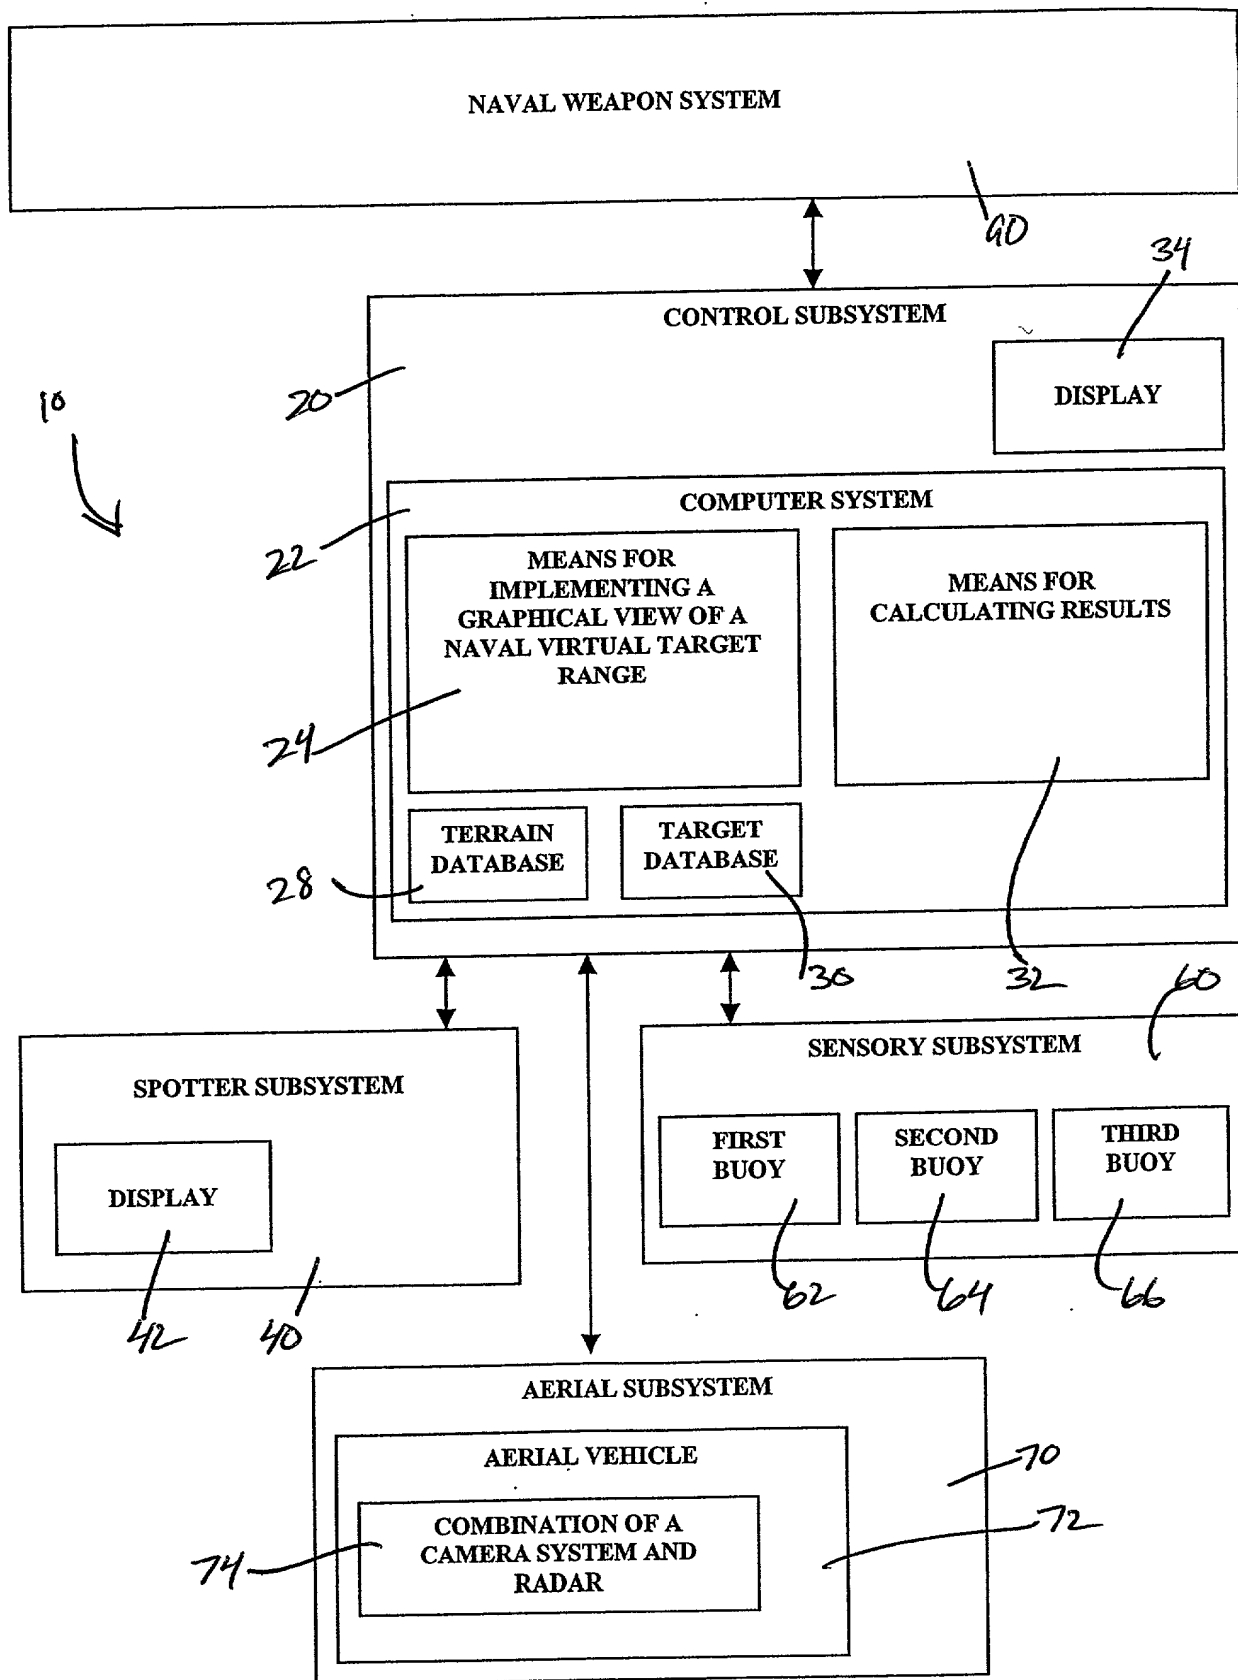 NAVAL WEAPON SYSTEM
90
34
CONTROL SUBSYSTEM
20
DISPLAY
10
COMPUTER SYSTEM
22
MEANS FOR
IMPLEMENTING A
GRAPHICAL VIEW OF A
NAVAL VIRTUAL TARGET
RANGE
MEANS FOR
CALCULATING RESULTS
24
TERRAIN
DATABASE
TARGET
DATABASE
28
30
32
60
SPOTTER SUBSYSTEM
DISPLAY
42
40
SENSORY SUBSYSTEM
FIRST
BUOY
SECOND
BUOY
THIRD
BUOY
62
64
66
AERIAL SUBSYSTEM
AERIAL VEHICLE
70
COMBINATION OF A
CAMERA SYSTEM AND
RADAR
72
74